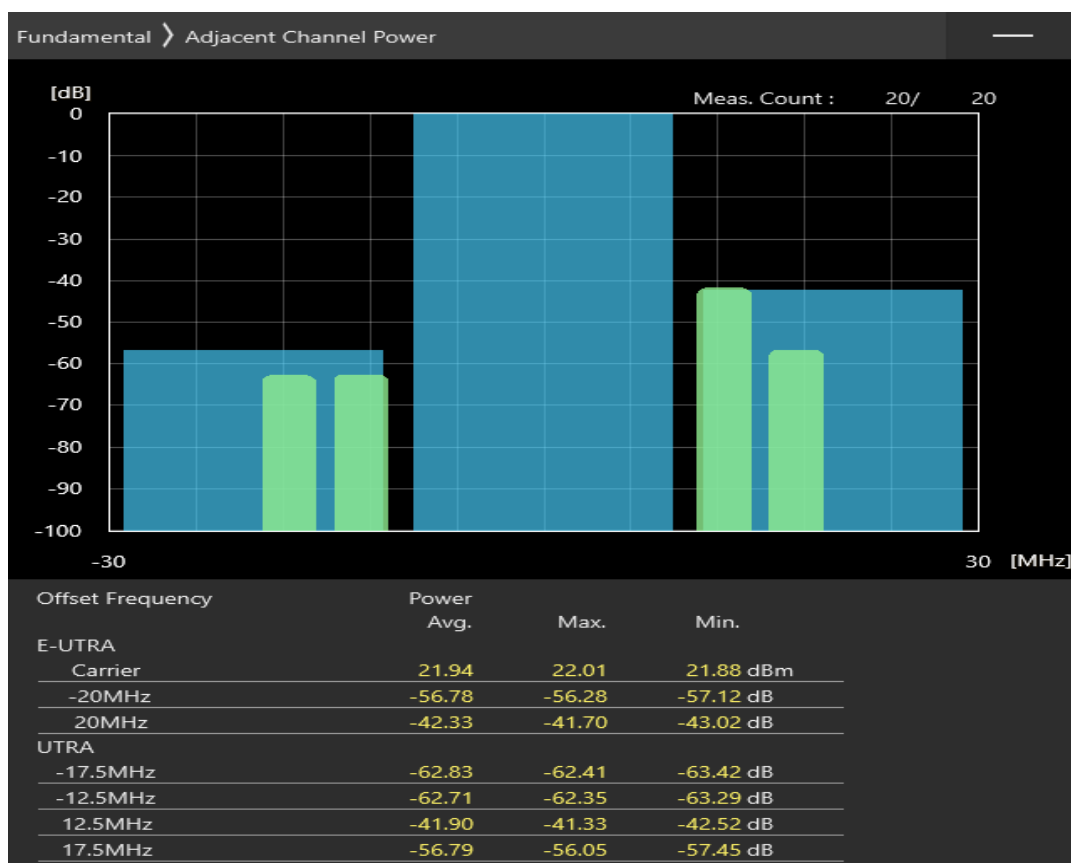 Fundamental ❯ Adjacent Channel Power
[dB]
Meas. Count : 20/ 20
0
-10
-20
-30
-40
-50
-60
-70
-80
-90
-100
-30 30 [MHz]
Offset Frequency Power
Avg. Max. Min.
E-UTRA
Carrier 21.94 22.01 21.88 dBm
-20MHz -56.78 -56.28 -57.12 dB
20MHz -42.33 -41.70 -43.02 dB
UTRA
-17.5MHz -62.83 -62.41 -63.42 dB
-12.5MHz -62.71 -62.35 -63.29 dB
12.5MHz -41.90 -41.33 -42.52 dB
17.5MHz -56.79 -56.05 -57.45 dB